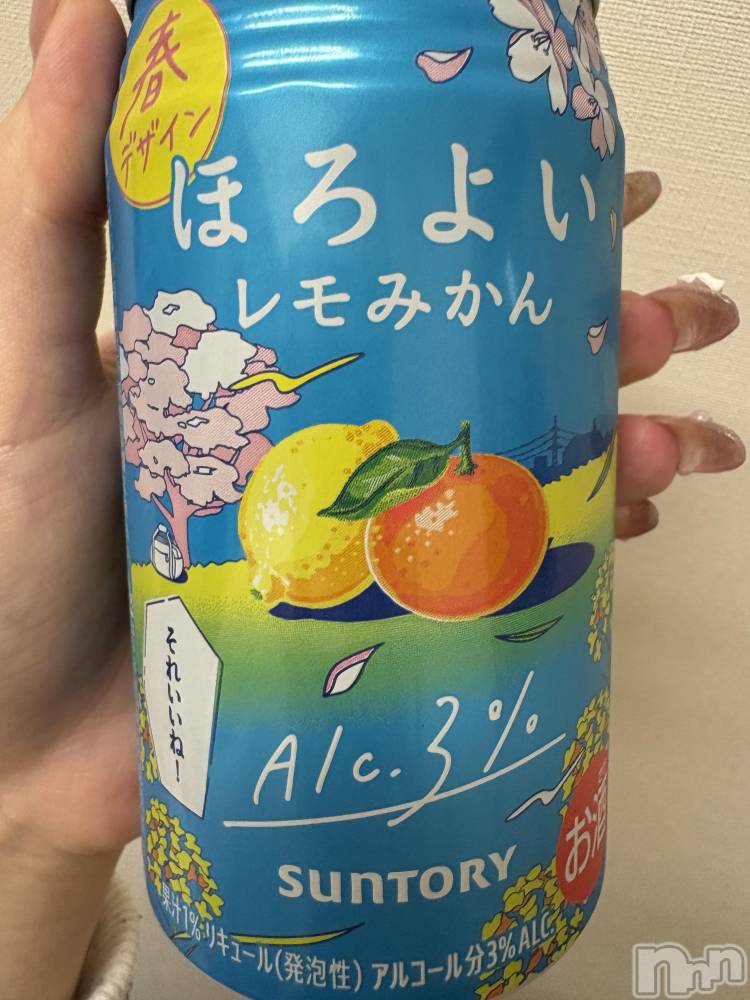 春
デザイン
ほろよい
レモみかん
それいいね!
Alc.3%
お酒
SUNTORY
果汁1% リキュール(発泡性) アルコール分3% ALC.
nnn